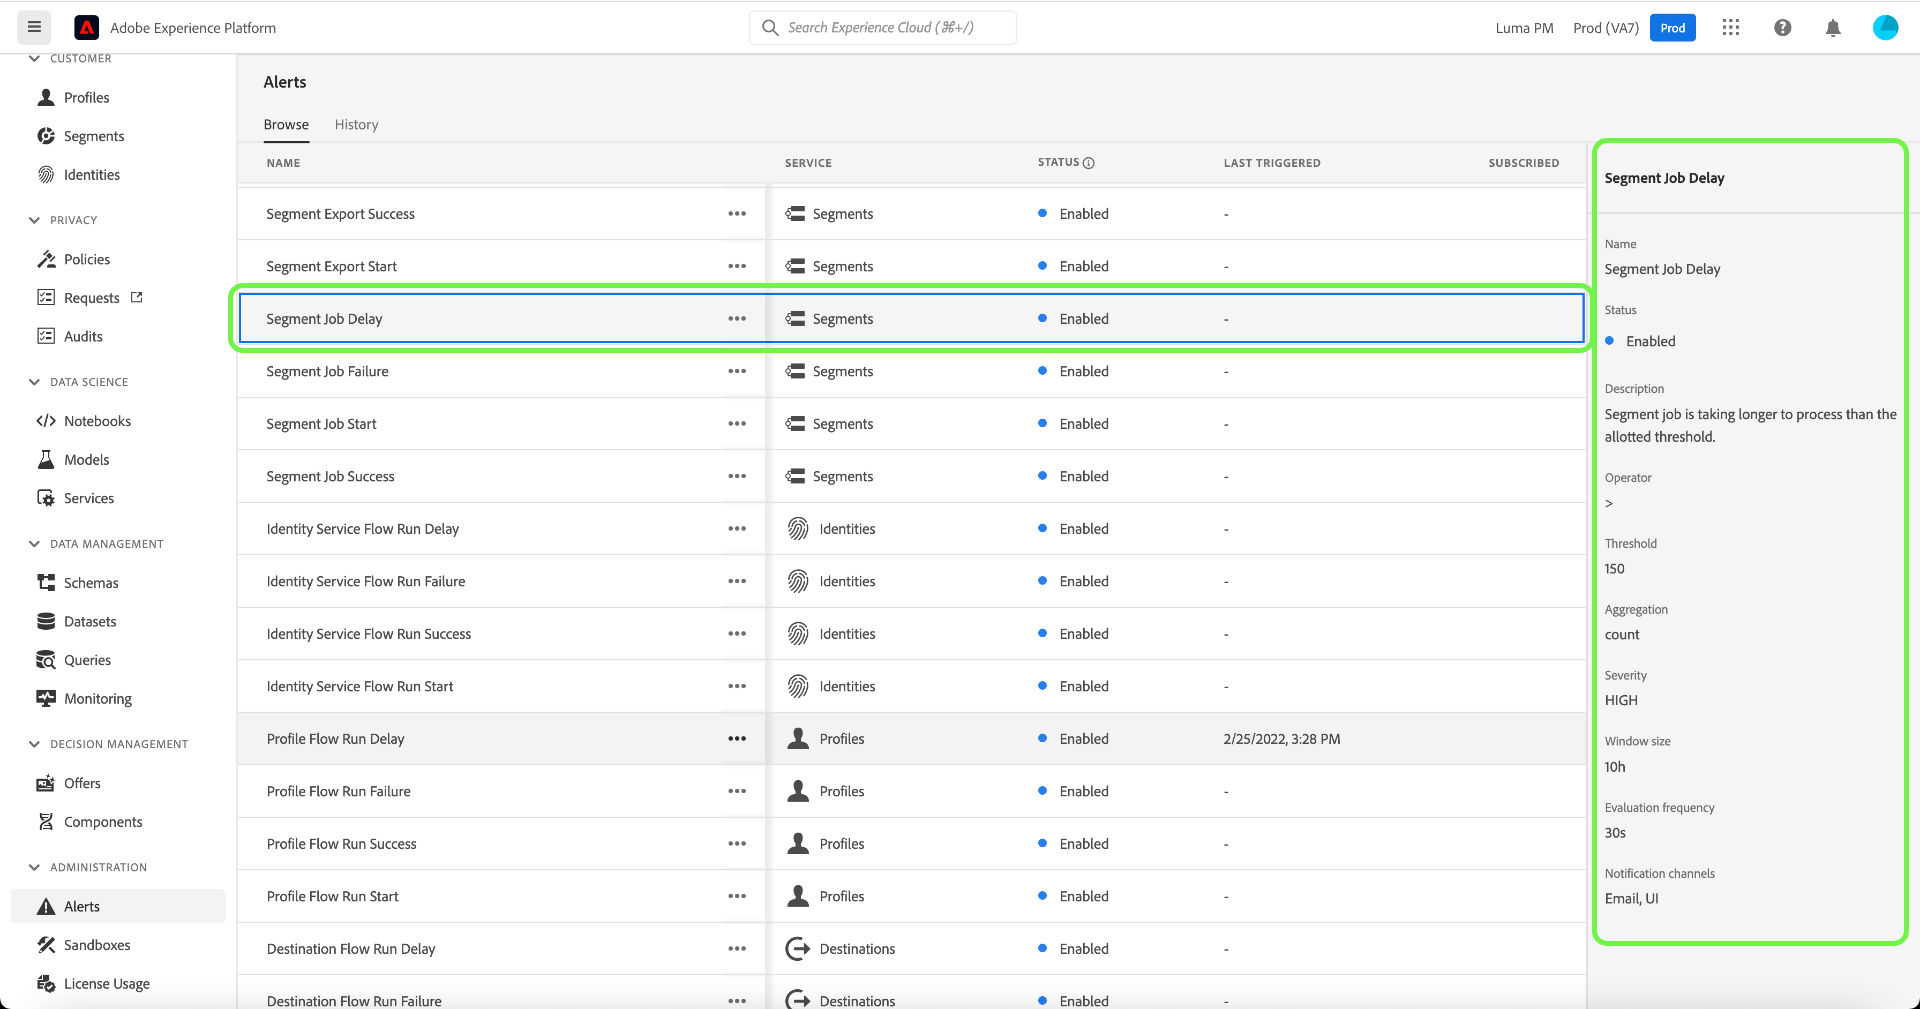 Adobe Experience Platform
Search Experience Cloud (⌘+/)
Luma PM
Prod (VA7)
Prod
CUSTOMER
Profiles
Segments
Identities
PRIVACY
Policies
Requests
Audits
DATA SCIENCE
Notebooks
Models
Services
DATA MANAGEMENT
Schemas
Datasets
Queries
Monitoring
DECISION MANAGEMENT
Offers
Components
ADMINISTRATION
Alerts
Sandboxes
License Usage
Alerts
Browse History
NAME SERVICE STATUS LAST TRIGGERED SUBSCRIBED
Segment Export Success ••• Segments Enabled -
Segment Export Start ••• Segments Enabled -
Segment Job Delay ••• Segments Enabled -
Segment Job Failure ••• Segments Enabled -
Segment Job Start ••• Segments Enabled -
Segment Job Success ••• Segments Enabled -
Identity Service Flow Run Delay ••• Identities Enabled -
Identity Service Flow Run Failure ••• Identities Enabled -
Identity Service Flow Run Success ••• Identities Enabled -
Identity Service Flow Run Start ••• Identities Enabled -
Profile Flow Run Delay ••• Profiles Enabled 2/25/2022, 3:28 PM
Profile Flow Run Failure ••• Profiles Enabled -
Profile Flow Run Success ••• Profiles Enabled -
Profile Flow Run Start ••• Profiles Enabled -
Destination Flow Run Delay ••• Destinations Enabled -
Destination Flow Run Failure ••• Destinations Enabled -
Segment Job Delay
Name
Segment Job Delay
Status
Enabled
Description
Segment job is taking longer to process than the
allotted threshold.
Operator
>
Threshold
150
Aggregation
count
Severity
HIGH
Window size
10h
Evaluation frequency
30s
Notification channels
Email, UI